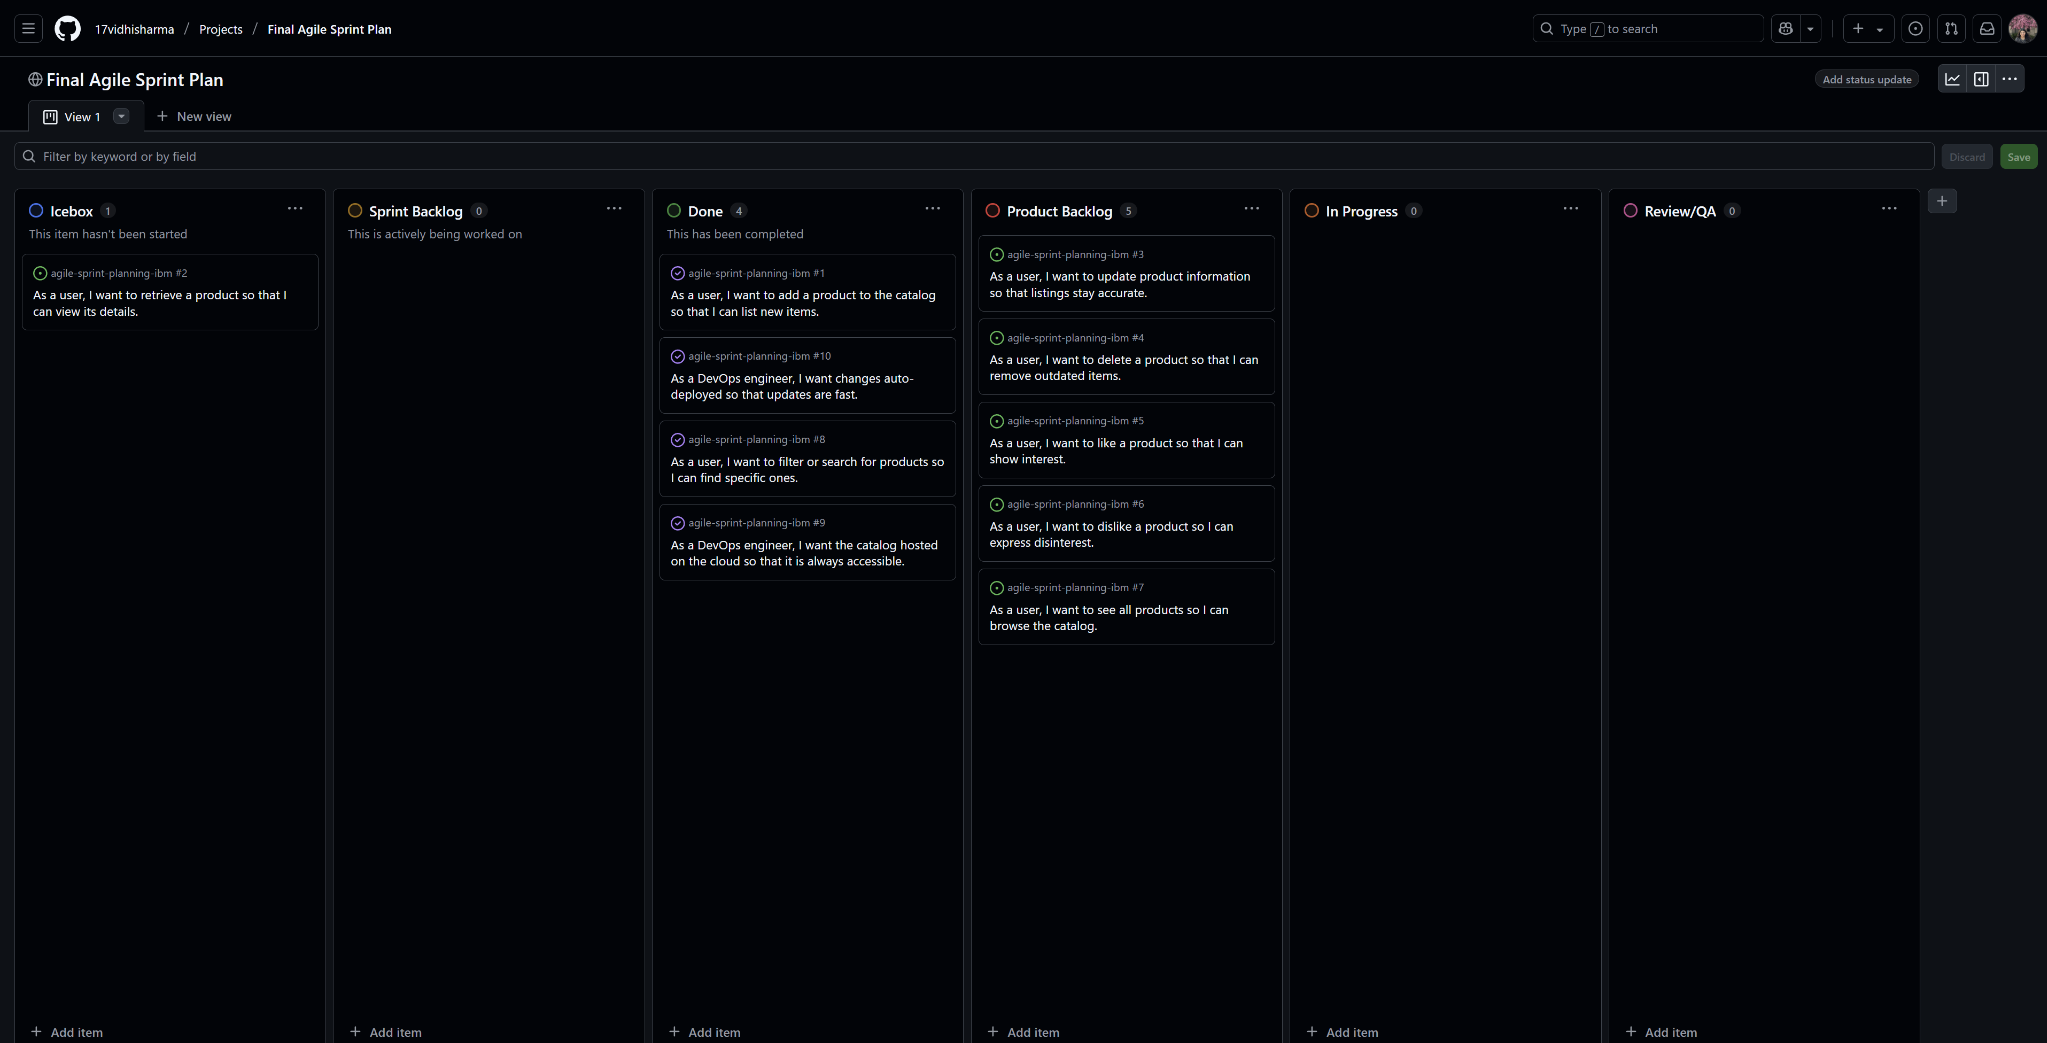 17vidhisharma / Projects / Final Agile Sprint Plan
Type / to search
Final Agile Sprint Plan
Add status update
View 1
New view
Filter by keyword or by field
Discard
Save
Icebox 1
This item hasn't been started
agile-sprint-planning-ibm #2
As a user, I want to retrieve a product so that I
can view its details.
Add item
Sprint Backlog 0
This is actively being worked on
Add item
Done 4
This has been completed
agile-sprint-planning-ibm #1
As a user, I want to add a product to the catalog
so that I can list new items.
agile-sprint-planning-ibm #10
As a DevOps engineer, I want changes auto-
deployed so that updates are fast.
agile-sprint-planning-ibm #8
As a user, I want to filter or search for products so
I can find specific ones.
agile-sprint-planning-ibm #9
As a DevOps engineer, I want the catalog hosted
on the cloud so that it is always accessible.
Add item
Product Backlog 5
agile-sprint-planning-ibm #3
As a user, I want to update product information
so that listings stay accurate.
agile-sprint-planning-ibm #4
As a user, I want to delete a product so that I can
remove outdated items.
agile-sprint-planning-ibm #5
As a user, I want to like a product so that I can
show interest.
agile-sprint-planning-ibm #6
As a user, I want to dislike a product so I can
express disinterest.
agile-sprint-planning-ibm #7
As a user, I want to see all products so I can
browse the catalog.
Add item
In Progress 0
Add item
Review/QA 0
Add item